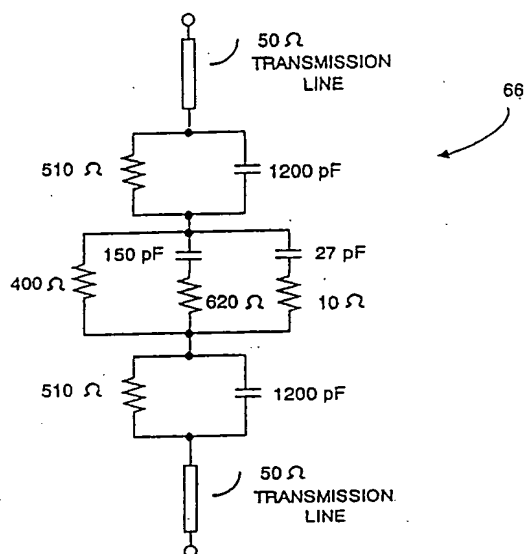 50 Ω
TRANSMISSION
LINE
66
510 Ω
1200 pF
150 pF
27 pF
400 Ω
620 Ω
10 Ω
510 Ω
1200 pF
50 Ω
TRANSMISSION
LINE